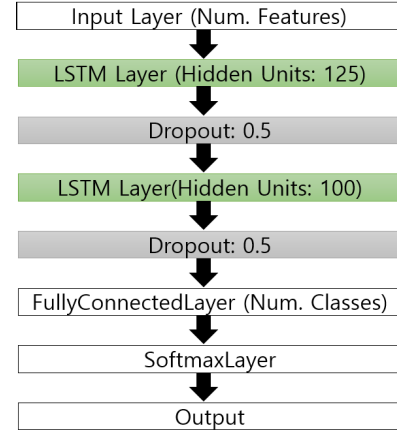 Input Layer (Num. Features)
LSTM Layer (Hidden Units: 125)
Dropout: 0.5
LSTM Layer(Hidden Units: 100)
Dropout: 0.5
FullyConnectedLayer (Num. Classes)
SoftmaxLayer
Output